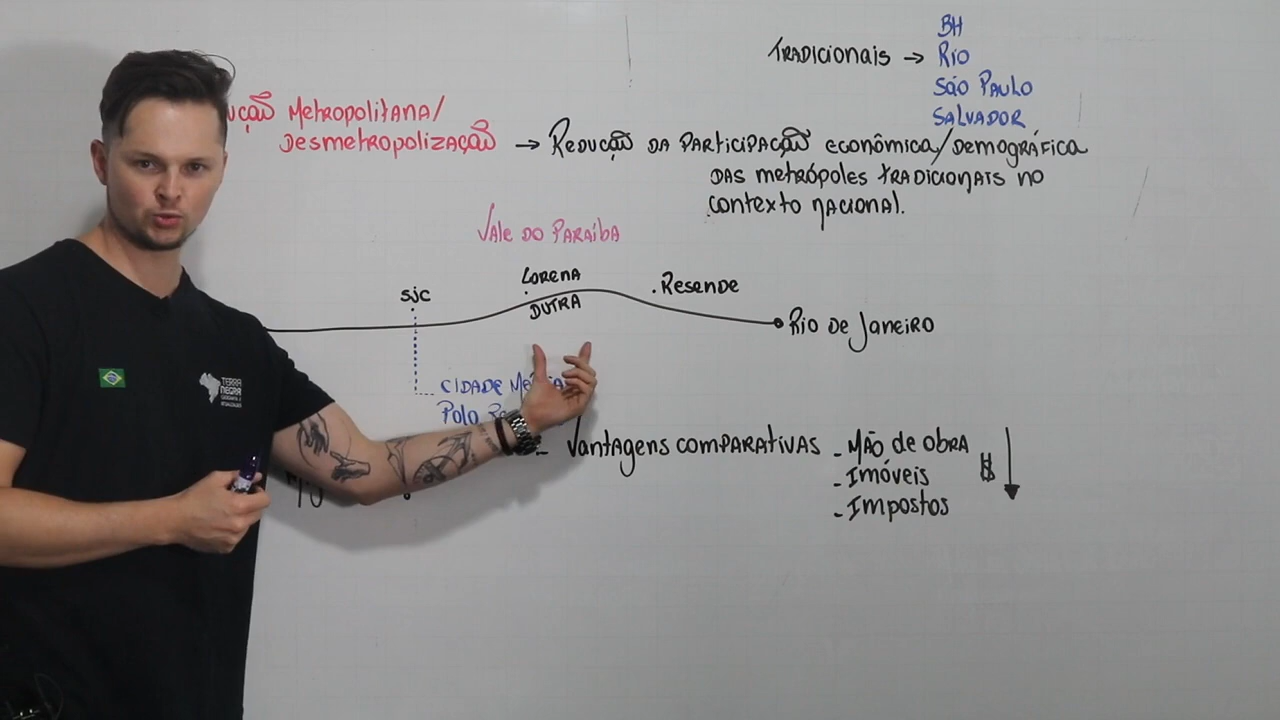 BH
Tradicionais → Rio
São Paulo
Salvador
Metropolitana/
Desmetropolização → Redução da participação econômica/demográfica
das metrópoles tradicionais no
contexto nacional.
Vale do Paraíba
SJC
Lorena
Dutra
Resende
Rio de Janeiro
Cidade
Polo
Vantagens comparativas - Mão de obra
- Imóveis
- Impostos
$
TERRA
NEGRA